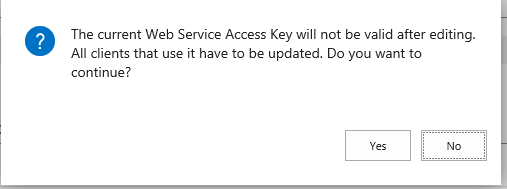 The current Web Service Access Key will not be valid after editing.
All clients that use it have to be updated. Do you want to
continue?
Yes
No